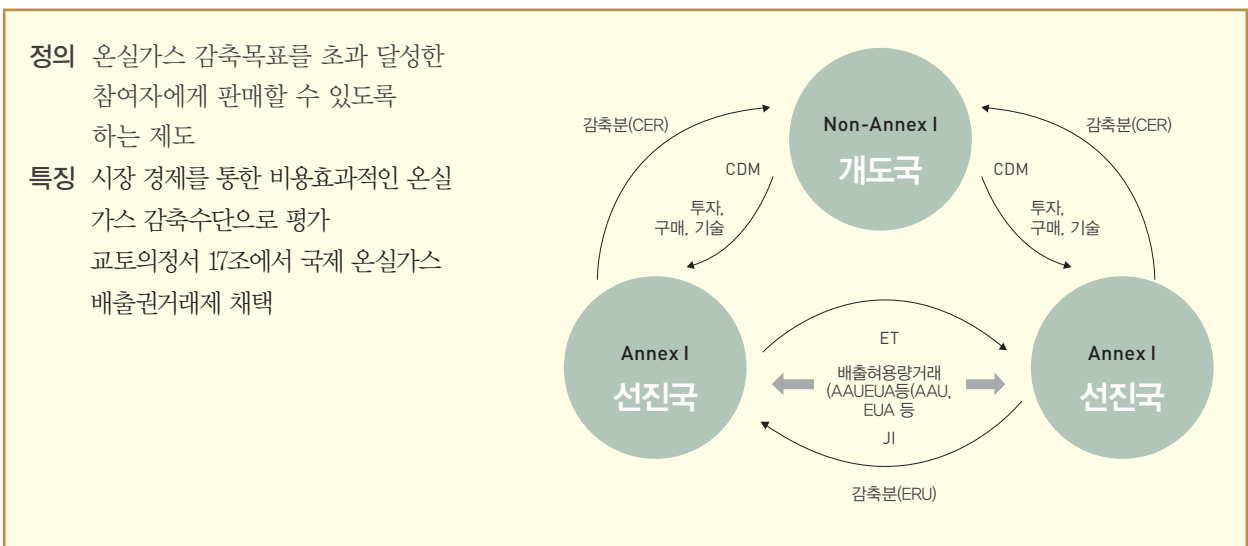 정의 온실가스 감축목표를 초과 달성한
참여자에게 판매할 수 있도록
하는 제도
특징 시장 경제를 통한 비용효과적인 온실
가스 감축수단으로 평가
교토의정서 17조에서 국제 온실가스
배출권거래제 채택
감축분(CER)
Non-Annex I
개도국
감축분(CER)
CDM
투자,
구매, 기술
CDM
투자,
구매, 기술
Annex I
선진국
ET
배출허용량거래
(AAUEUA등(AAU,
EUA 등
JI
감축분(ERU)
Annex I
선진국